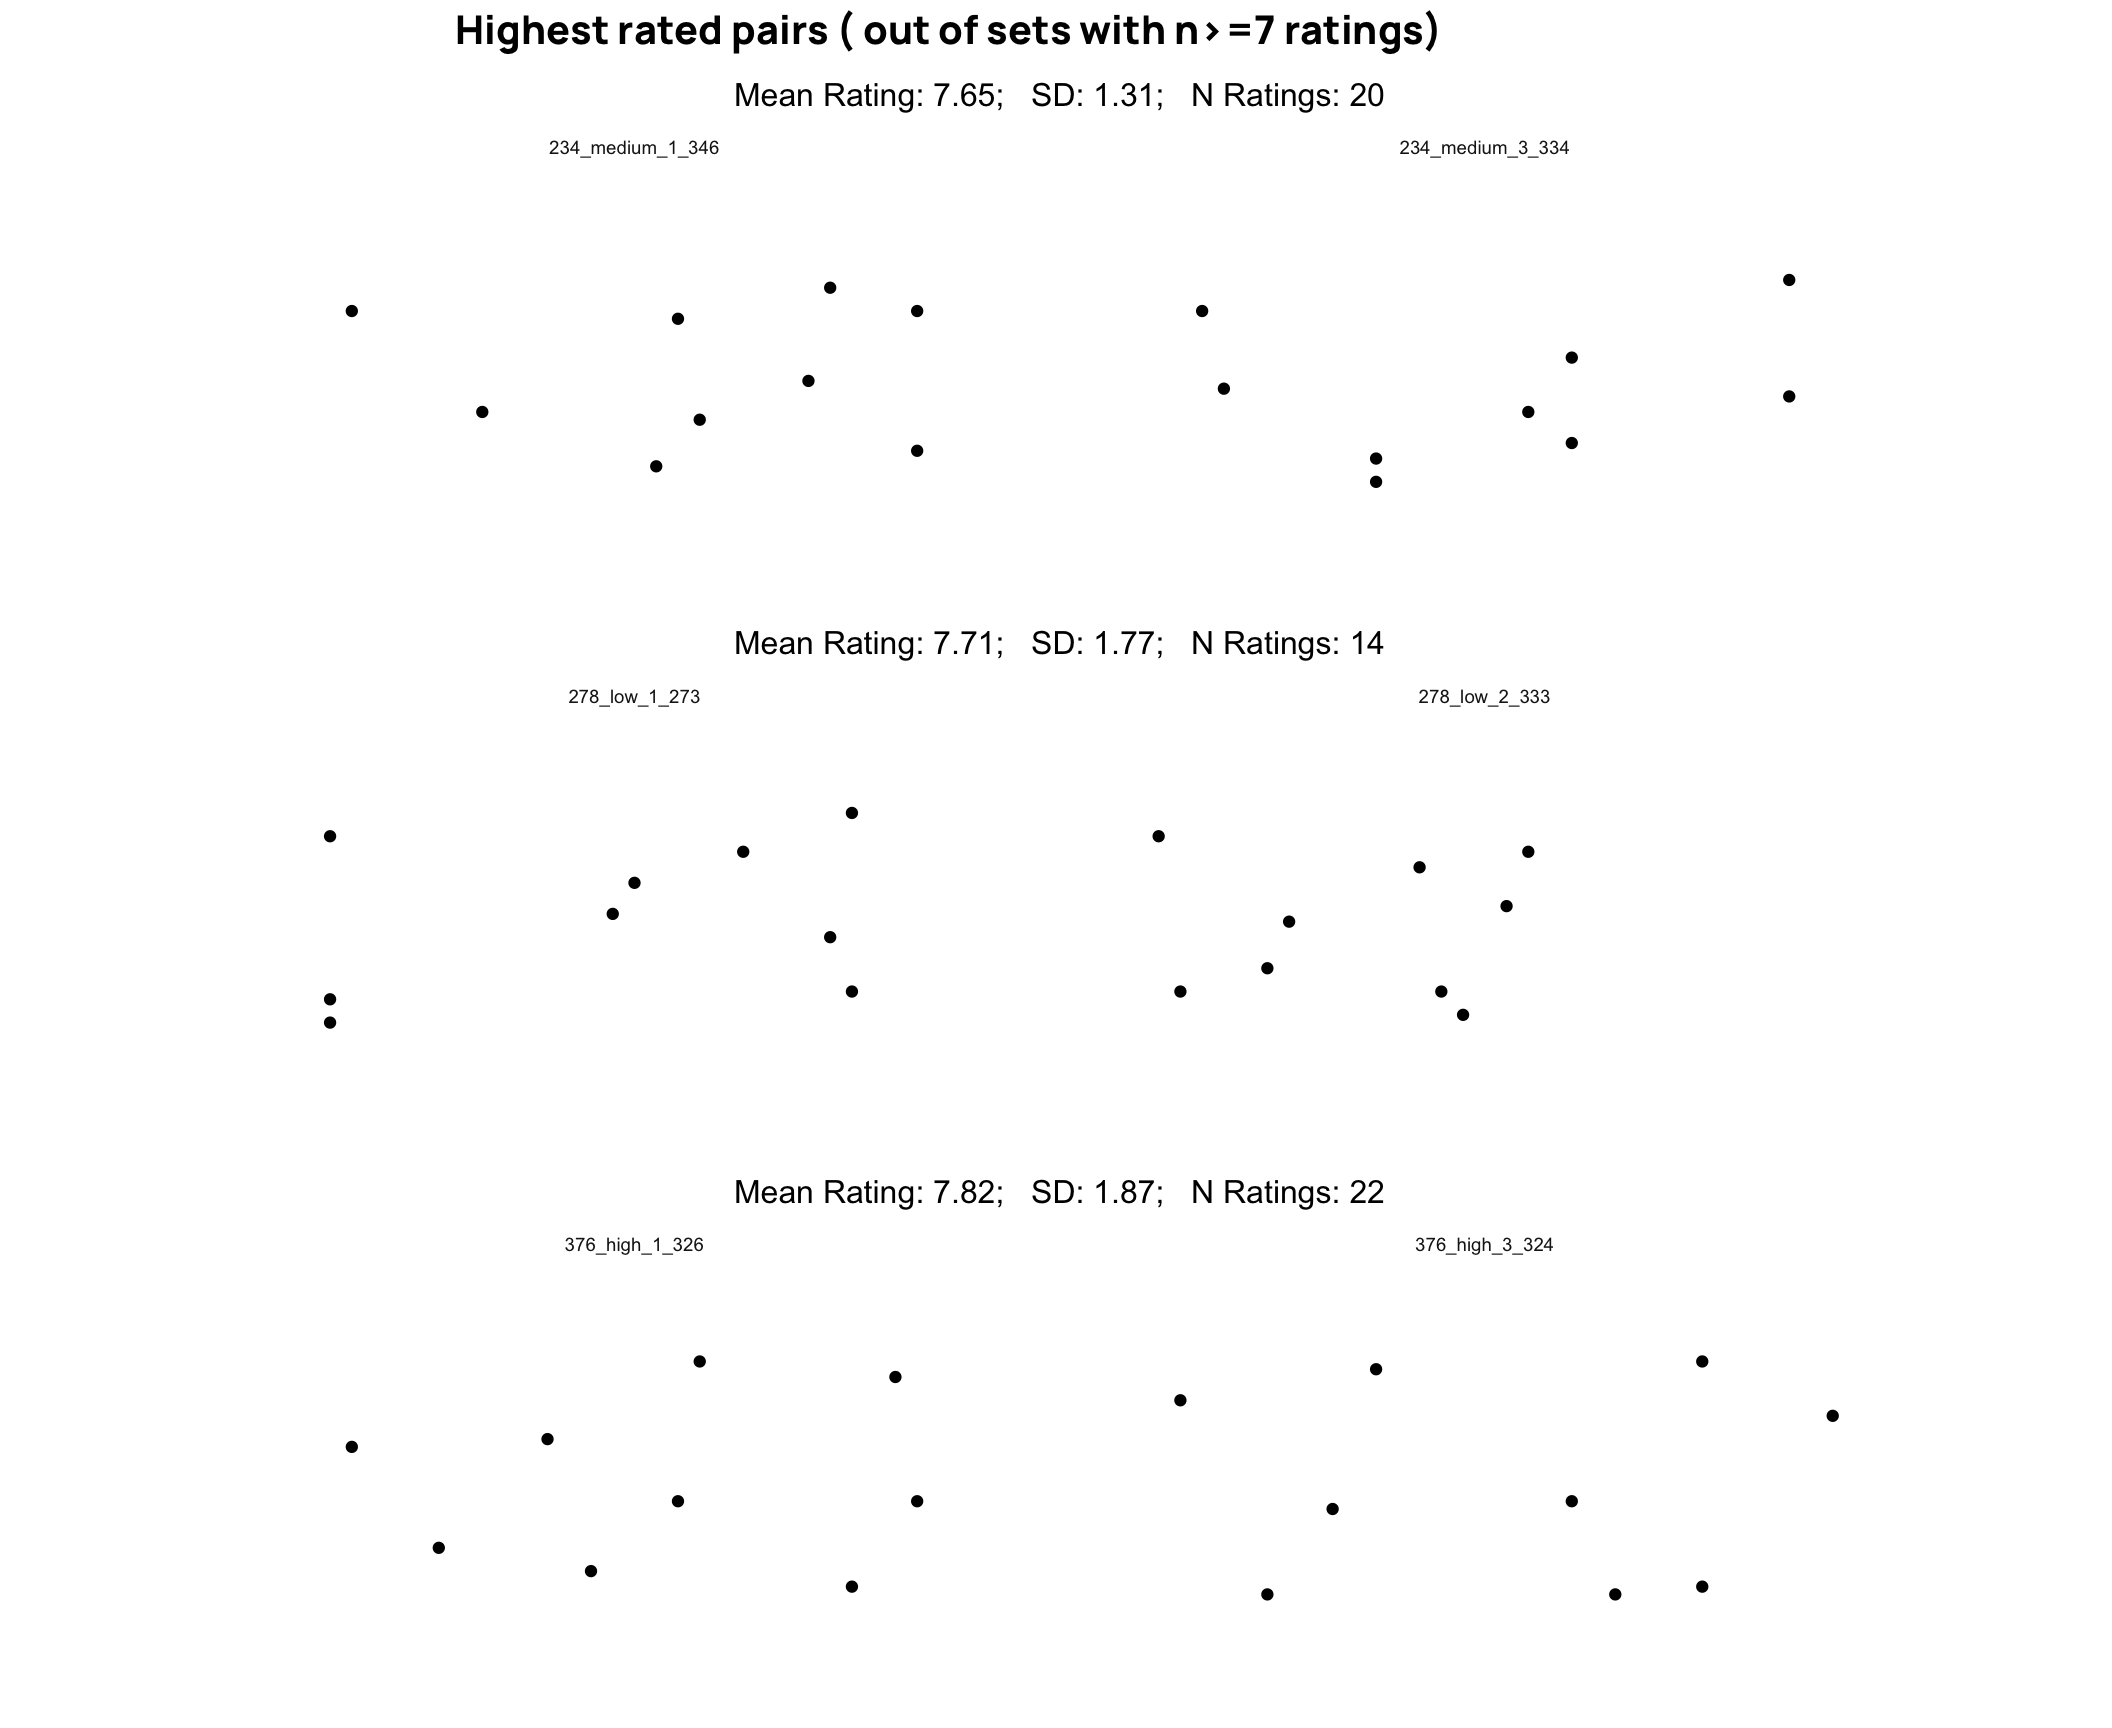 Highest rated pairs ( out of sets with n>=7 ratings)
Mean Rating: 7.65; SD: 1.31; N Ratings: 20
234_medium_1_346
234_medium_3_334
Mean Rating: 7.71; SD: 1.77; N Ratings: 14
278_low_1_273
278_low_2_333
Mean Rating: 7.82; SD: 1.87; N Ratings: 22
376_high_1_326
376_high_3_324